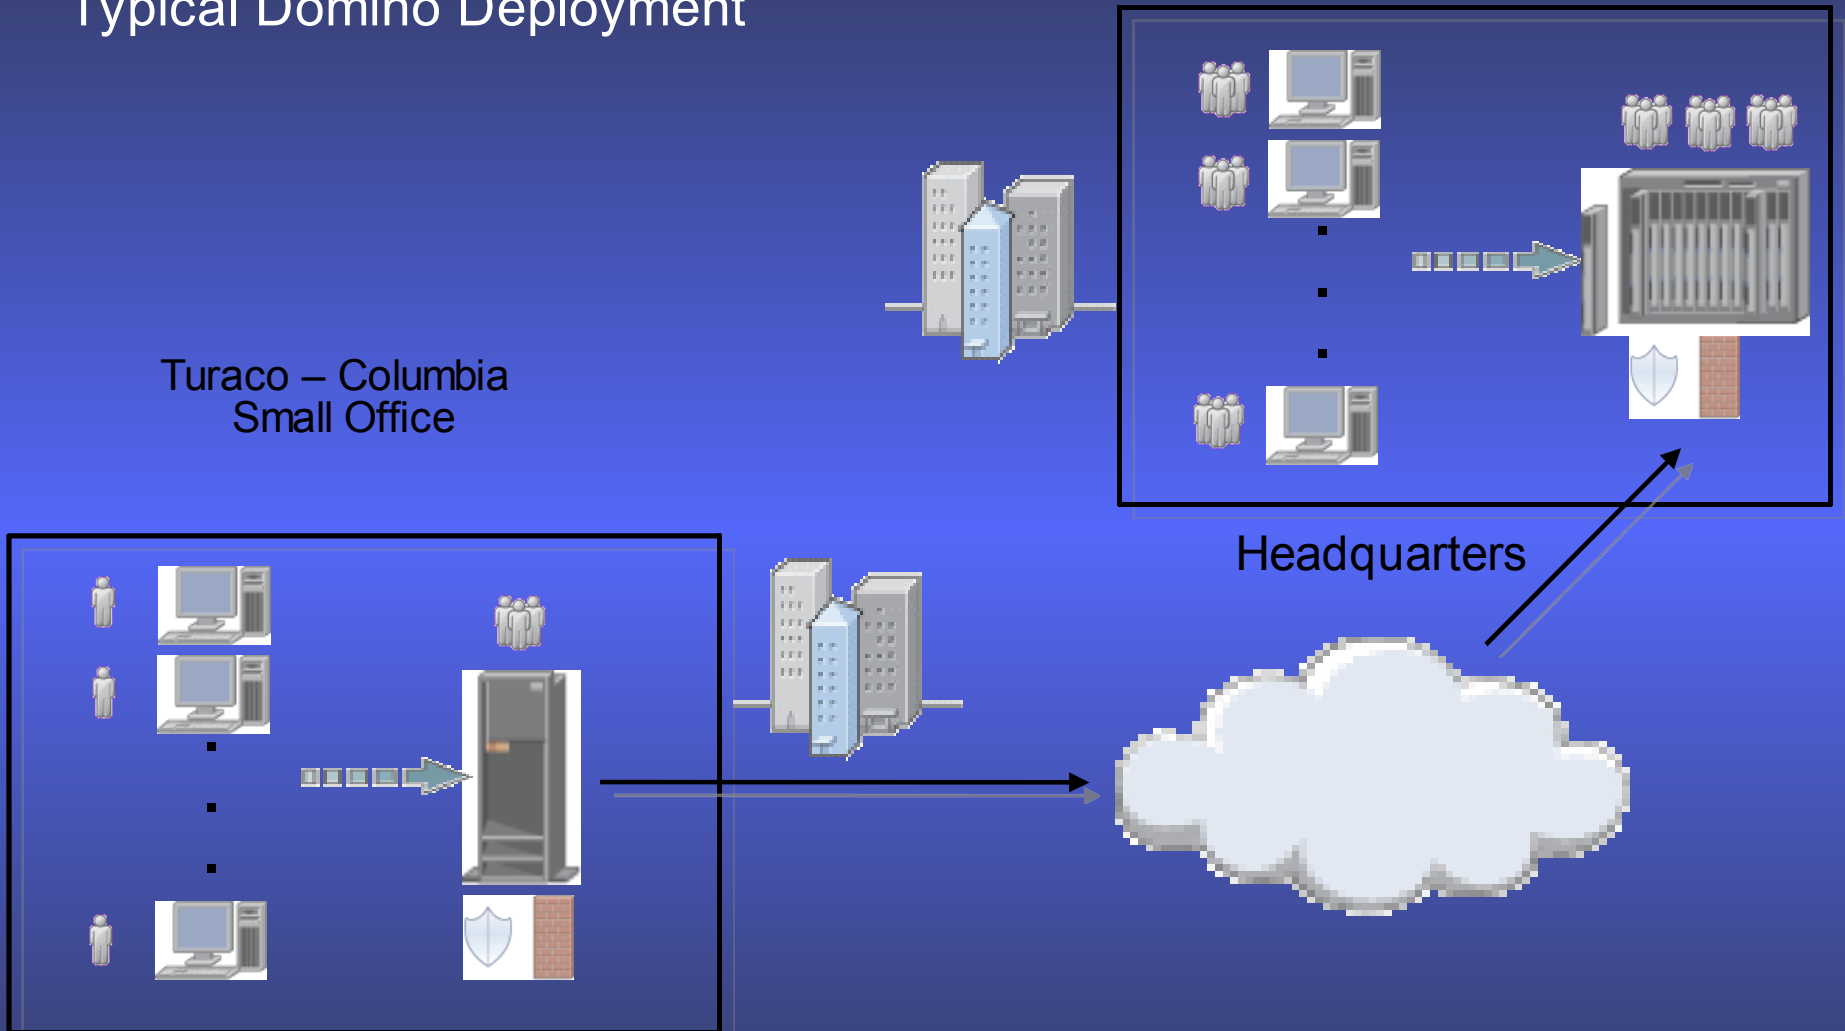 Typical Domino Deployment
Turaco – Columbia
Small Office
Headquarters